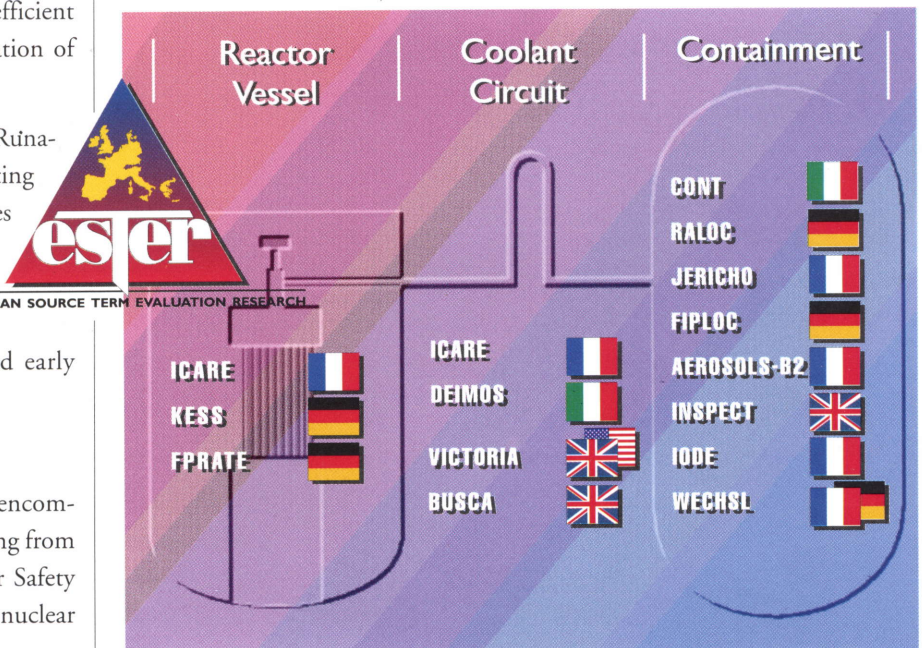 efficient
ation of
Runa-
ting
es
d early
encom-
ng from
r Safety
nuclear
esTer
AN SOURCE TERM EVALUATION RESEARCH
Reactor
Vessel
ICARE
KESS
FPRATE
Coolant
Circuit
ICARE
DEIMOS
VICTORIA
BUSCA
Containment
CONT
RALOC
JERICHO
FIPLOC
AEROSOLS-B2
INSPECT
IODE
WECHSL